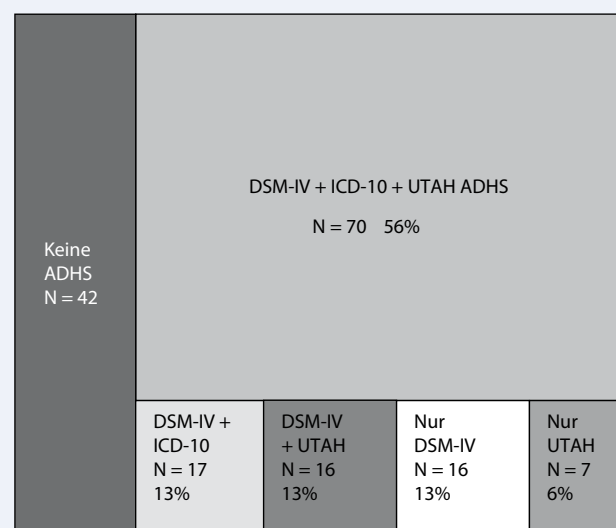 Keine
ADHS
N = 42
DSM-IV + ICD-10 + UTAH ADHS
N = 70 56%
DSM-IV +
ICD-10
N = 17
13%
DSM-IV
+ UTAH
N = 16
13%
Nur
DSM-IV
N = 16
13%
Nur
UTAH
N = 7
6%